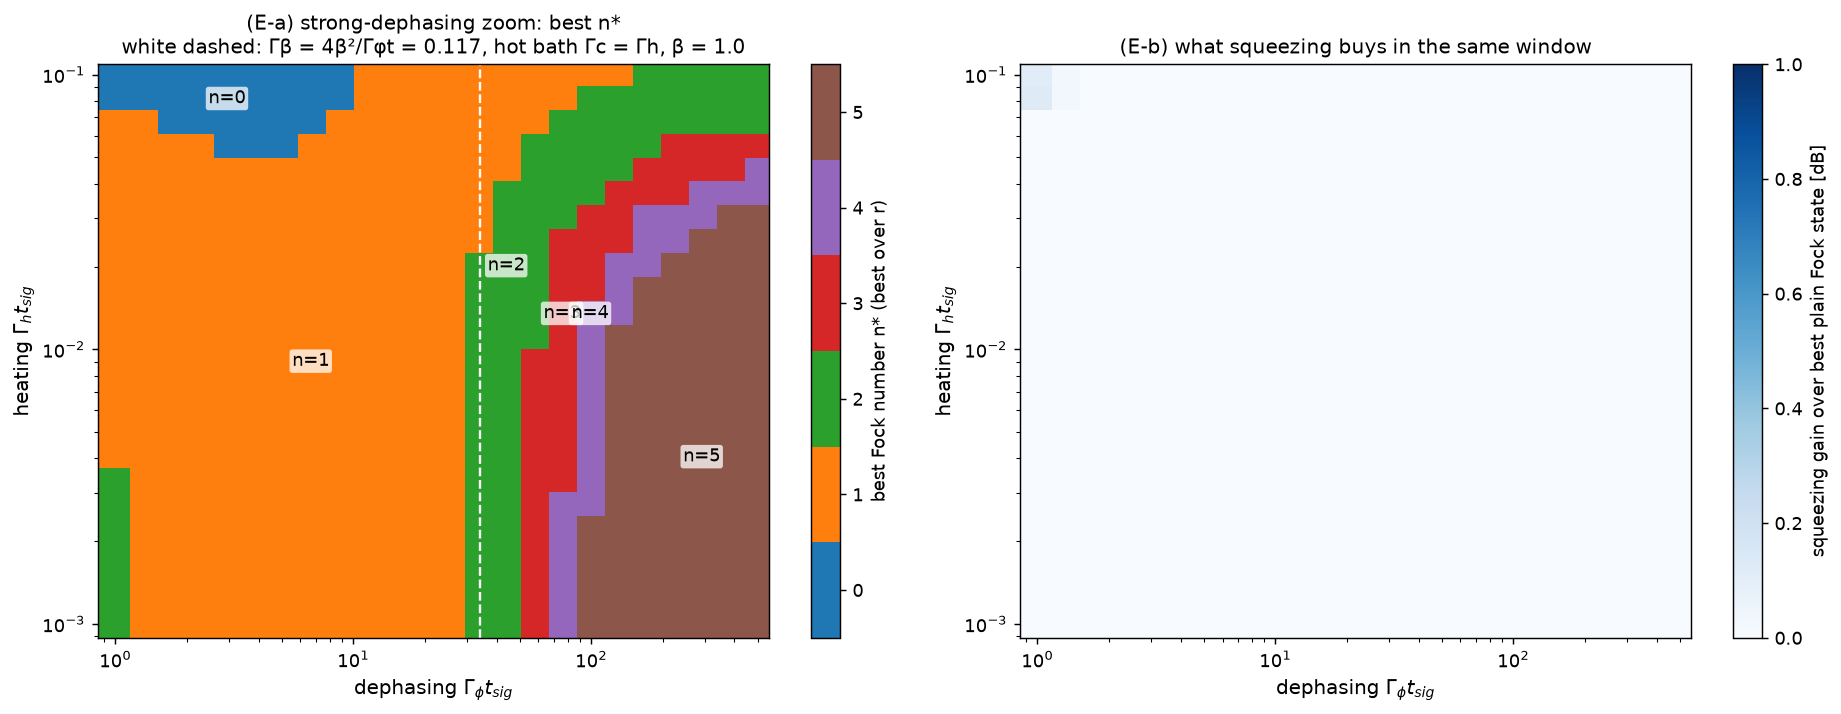 (E-a) strong-dephasing zoom: best n*
white dashed: Γβ = 4β²/Γφt = 0.117, hot bath Γc = Γh, β = 1.0
10⁻¹
10⁻²
10⁻³
heating Γₕt_sig
n=0
n=1
n=2
n=
n=4
n=5
10⁰
10¹
10²
dephasing Γ_ϕt_sig
5
4
3
2
1
0
best Fock number n* (best over r)
(E-b) what squeezing buys in the same window
10⁻¹
10⁻²
10⁻³
heating Γₕt_sig
10⁰
10¹
10²
dephasing Γ_ϕt_sig
1.0
0.8
0.6
0.4
0.2
0.0
squeezing gain over best plain Fock state [dB]